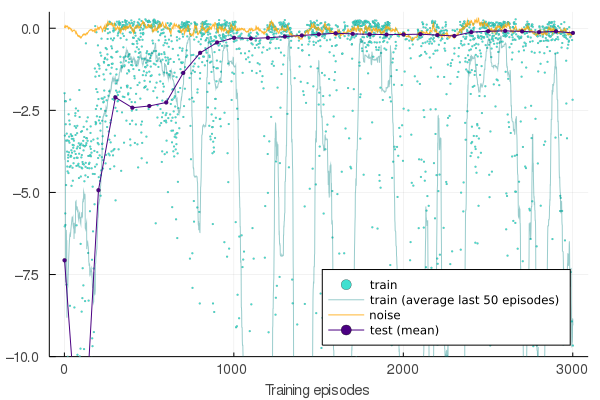 0.0
−2.5
−5.0
−7.5
−10.0
train
train (average last 50 episodes)
noise
test (mean)
0 1000 2000 3000
Training episodes